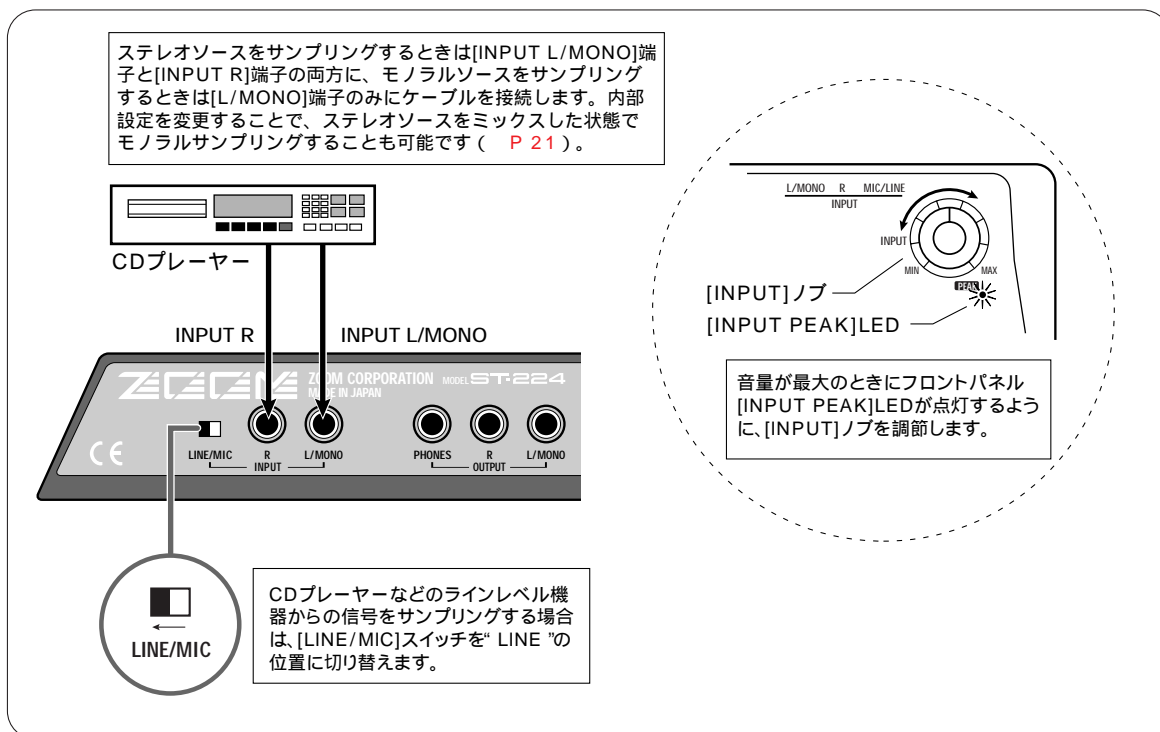 ステレオソースをサンプリングするときは[INPUT L/MONO]端
子と[INPUT R]端子の両方に、モノラルソースをサンプリング
するときは[L/MONO]端子のみにケーブルを接続します。内部
設定を変更することで、ステレオソースをミックスした状態で
モノラルサンプリングすることも可能です（ P 21）。
CDプレーヤー
INPUT R
INPUT L/MONO
ZOOM
ZOOM CORPORATION MODEL ST-224
MADE IN JAPAN
CE
LINE/MIC R L/MONO
INPUT
PHONES R L/MONO
OUTPUT
LINE/MIC
CDプレーヤーなどのラインレベル機
器からの信号をサンプリングする場合
は、[LINE/MIC]スイッチを“ LINE ”の
位置に切り替えます。
L/MONO R MIC/LINE
INPUT
INPUT
MIN MAX
PEAK
[INPUT]ノブ
[INPUT PEAK]LED
音量が最大のときにフロントパネル
[INPUT PEAK]LEDが点灯するよう
に、[INPUT]ノブを調節します。